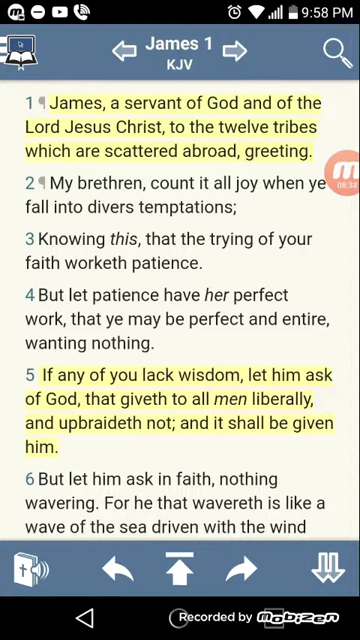 9:58 PM
James 1
KJV
1 ¶ James, a servant of God and of the
Lord Jesus Christ, to the twelve tribes
which are scattered abroad, greeting.
2 ¶ My brethren, count it all joy when ye
fall into divers temptations;
08:34
3 Knowing this, that the trying of your
faith worketh patience.
4 But let patience have her perfect
work, that ye may be perfect and entire,
wanting nothing.
5 If any of you lack wisdom, let him ask
of God, that giveth to all men liberally,
and upbraideth not; and it shall be given
him.
6 But let him ask in faith, nothing
wavering. For he that wavereth is like a
wave of the sea driven with the wind
Recorded by Mobizen